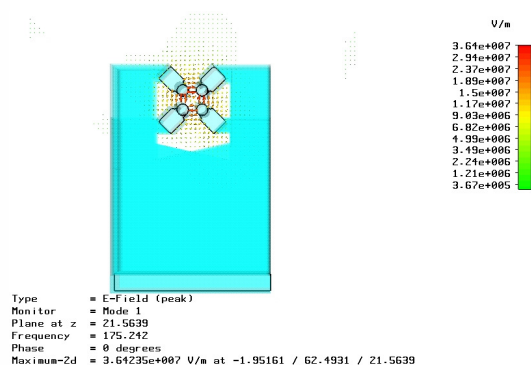 V/m
3.64e+007
2.94e+007
2.37e+007
1.89e+007
1.5e+007
1.17e+007
9.03e+006
6.82e+006
4.99e+006
3.49e+006
2.24e+006
1.21e+006
3.67e+005
Type = E-Field (peak)
Monitor = Mode 1
Plane at z = 21.5639
Frequency = 175.242
Phase = 0 degrees
Maximum-2d = 3.64235e+007 V/m at -1.95161 / 62.4931 / 21.5639